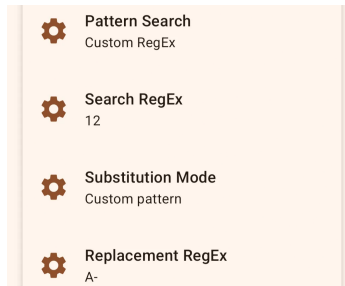 Pattern Search
Custom RegEx
Search RegEx
12
Substitution Mode
Custom pattern
Replacement RegEx
A-